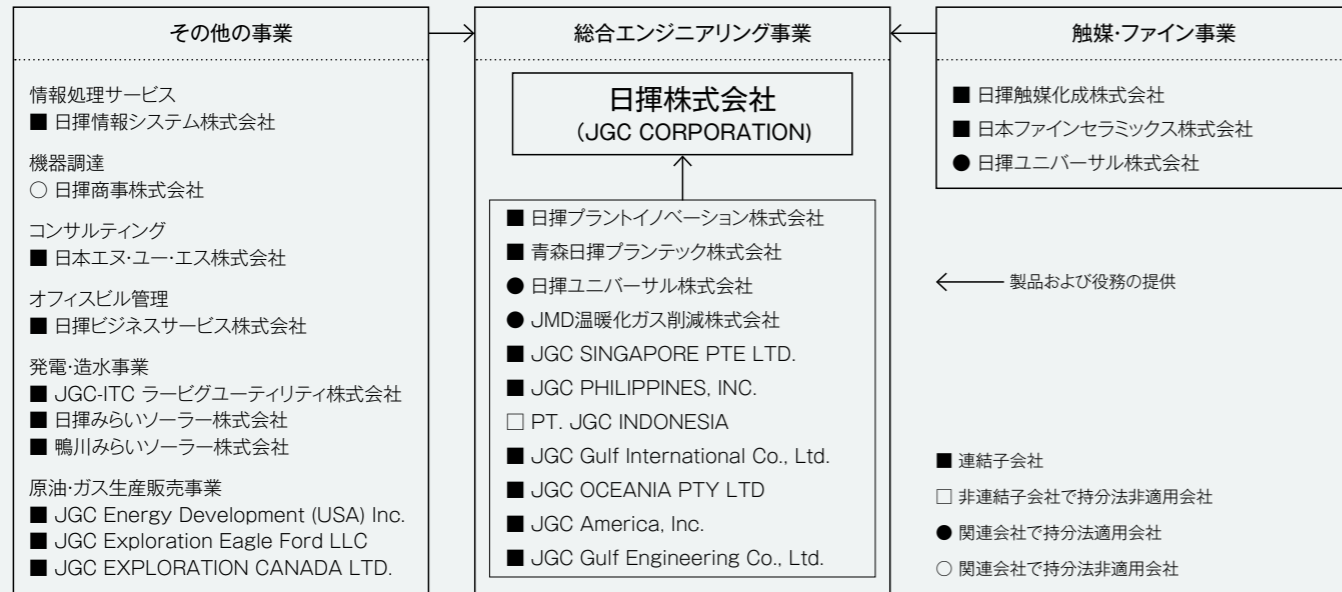 その他の事業
情報処理サービス
■ 日揮情報システム株式会社
機器調達
○ 日揮商事株式会社
コンサルティング
■ 日本エヌ・ユー・エス株式会社
オフィスビル管理
■ 日揮ビジネスサービス株式会社
発電・造水事業
■ JGC-ITC ラービグユーティリティ株式会社
■ 日揮みらいソーラー株式会社
■ 鴨川みらいソーラー株式会社
原油・ガス生産販売事業
■ JGC Energy Development (USA) Inc.
■ JGC Exploration Eagle Ford LLC
■ JGC EXPLORATION CANADA LTD.
総合エンジニアリング事業
日揮株式会社
(JGC CORPORATION)
■ 日揮プラントイノベーション株式会社
■ 青森日揮プランテック株式会社
● 日揮ユニバーサル株式会社
● JMD温暖化ガス削減株式会社
■ JGC SINGAPORE PTE LTD.
■ JGC PHILIPPINES, INC.
□ PT. JGC INDONESIA
■ JGC Gulf International Co., Ltd.
■ JGC OCEANIA PTY LTD
■ JGC America, Inc.
■ JGC Gulf Engineering Co., Ltd.
触媒・ファイン事業
■ 日揮触媒化成株式会社
■ 日本ファインセラミックス株式会社
● 日揮ユニバーサル株式会社
製品および役務の提供
■ 連結子会社
□ 非連結子会社で持分法非適用会社
● 関連会社で持分法適用会社
○ 関連会社で持分法非適用会社